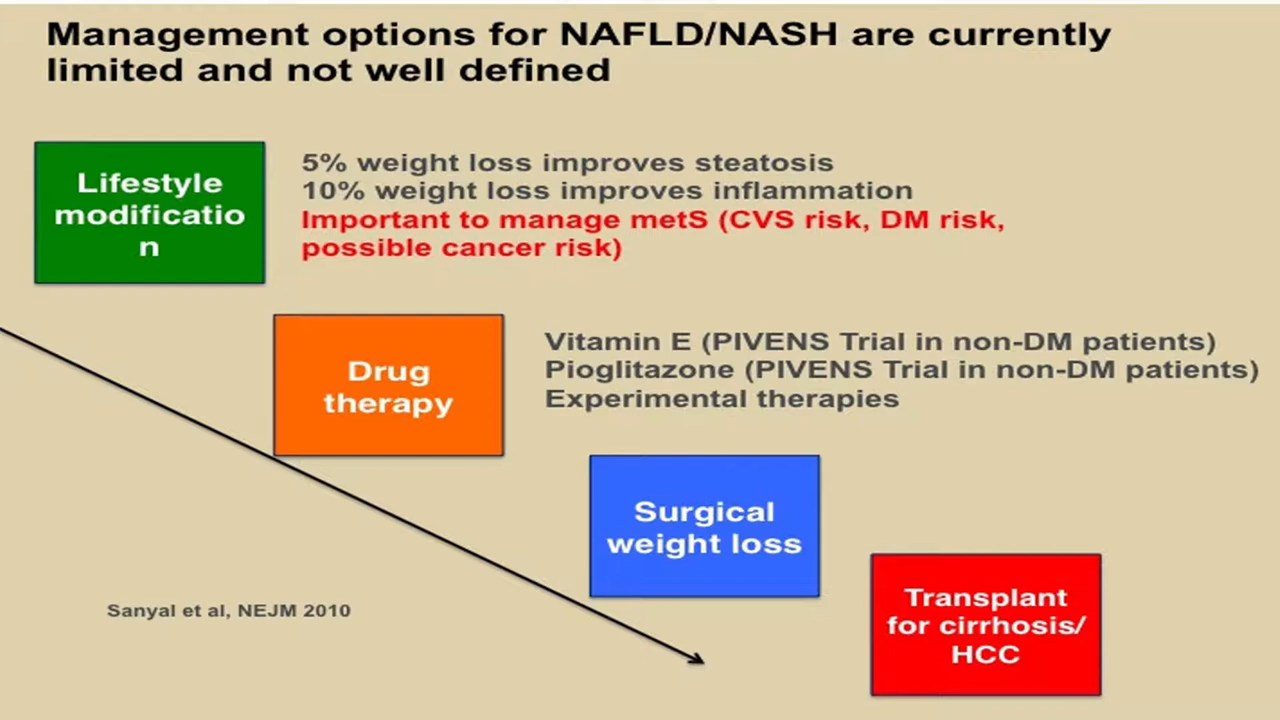 Management options for NAFLD/NASH are currently
limited and not well defined
Lifestyle
modificatio
n
5% weight loss improves steatosis
10% weight loss improves inflammation
Important to manage metS (CVS risk, DM risk,
possible cancer risk)
Drug
therapy
Vitamin E (PIVENS Trial in non-DM patients)
Pioglitazone (PIVENS Trial in non-DM patients)
Experimental therapies
Surgical
weight loss
Transplant
for cirrhosis/
HCC
Sanyal et al, NEJM 2010